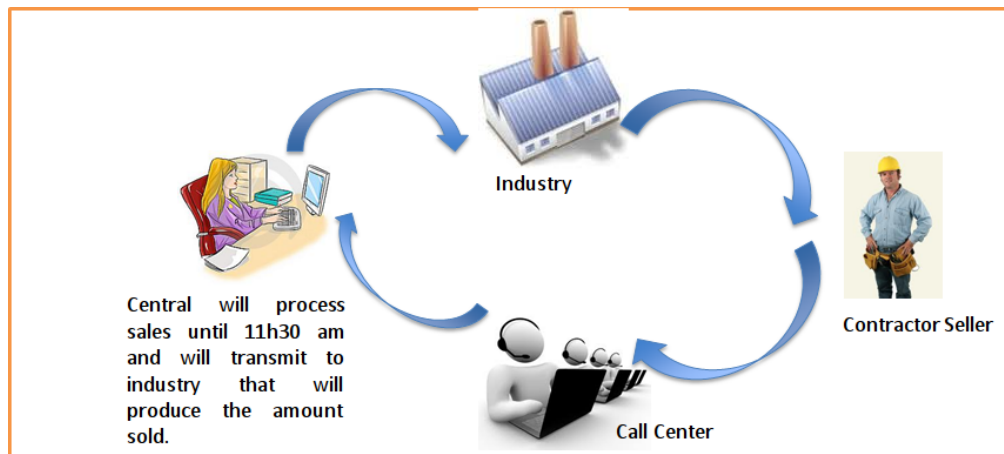 Industry
Contractor Seller
Central will process
sales until 11h30 am
and will transmit to
industry that will
produce the amount
sold.
Call Center